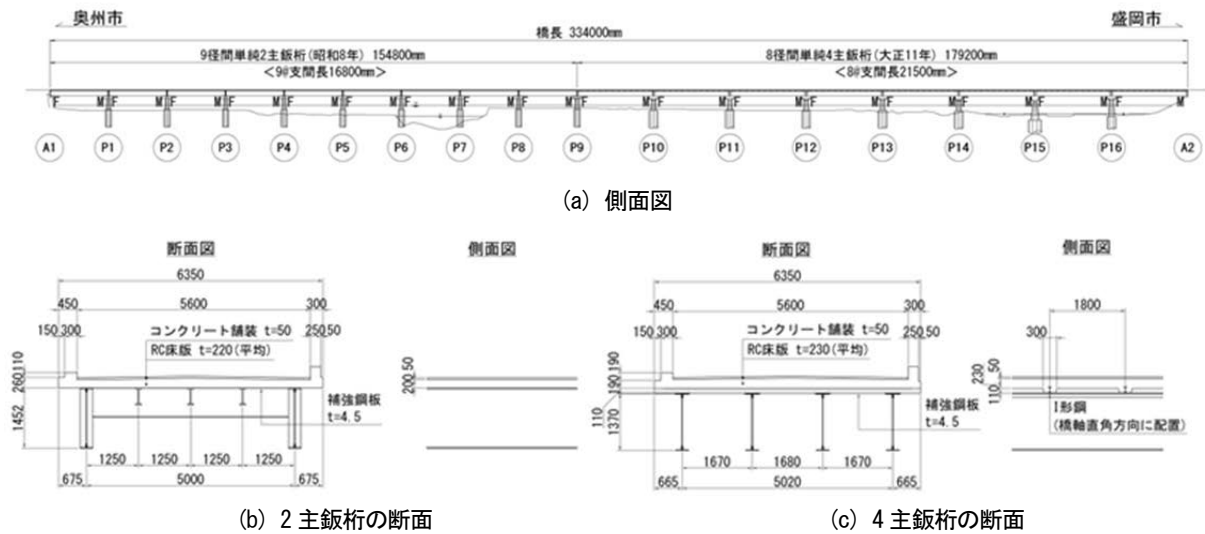 奥州市
盛岡市
橋長 334000mm
9径間単純2主鈑桁(昭和8年) 154800mm
8径間単純4主鈑桁(大正11年) 179200mm
<9@支間長16800mm>
<8@支間長21500mm>
F M F M F M F M F M F M F M F M F M F M F M F M F M F M F M F M F M
A1 P1 P2 P3 P4 P5 P6 P7 P8 P9 P10 P11 P12 P13 P14 P15 P16 A2
(a) 側面図
断面図
6350
450 5600 300
150 300 250 50
コンクリート舗装 t=50
RC床版 t=220(平均)
260 110
1452
補強鋼板
t=4.5
1250 1250 1250 1250
675 5000 675
側面図
200 50
(b) 2主鈑桁の断面
断面図
6350
450 5600 300
150 300 250 50
コンクリート舗装 t=50
RC床版 t=230(平均)
190 190
110
1370
補強鋼板
t=4.5
1670 1680 1670
665 5020 665
側面図
1800
300
230 50
110
I形鋼
(橋軸直角方向に配置)
(c) 4主鈑桁の断面